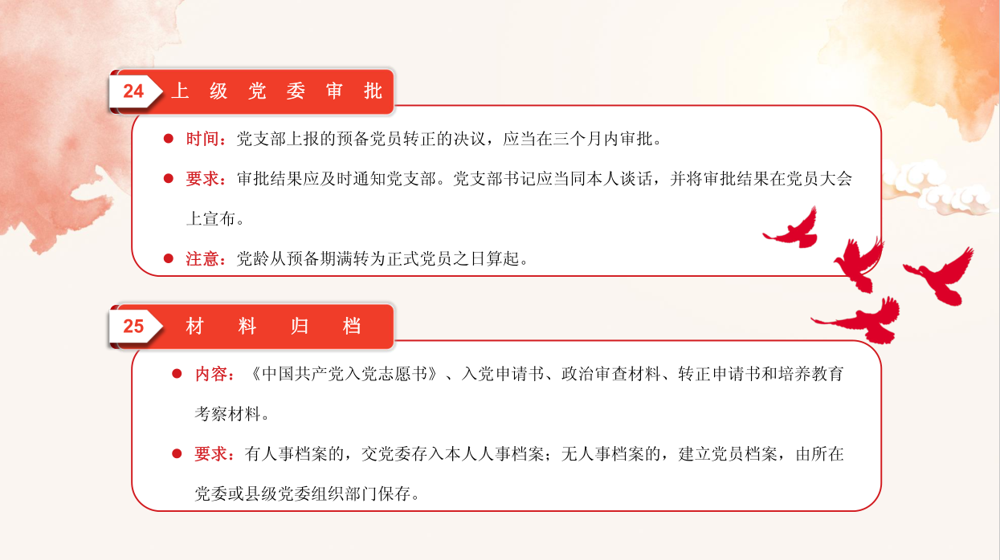 24 上级党委审批
时间：党支部上报的预备党员转正的决议，应当在三个月内审批。
要求：审批结果应及时通知党支部。党支部书记应当同本人谈话，并将审批结果在党员大会
上宣布。
注意：党龄从预备期满转为正式党员之日算起。
25 材料归档
内容：《中国共产党入党志愿书》、入党申请书、政治审查材料、转正申请书和培养教育
考察材料。
要求：有人事档案的，交党委存入本人人事档案；无人事档案的，建立党员档案，由所在
党委或县级党委组织部门保存。